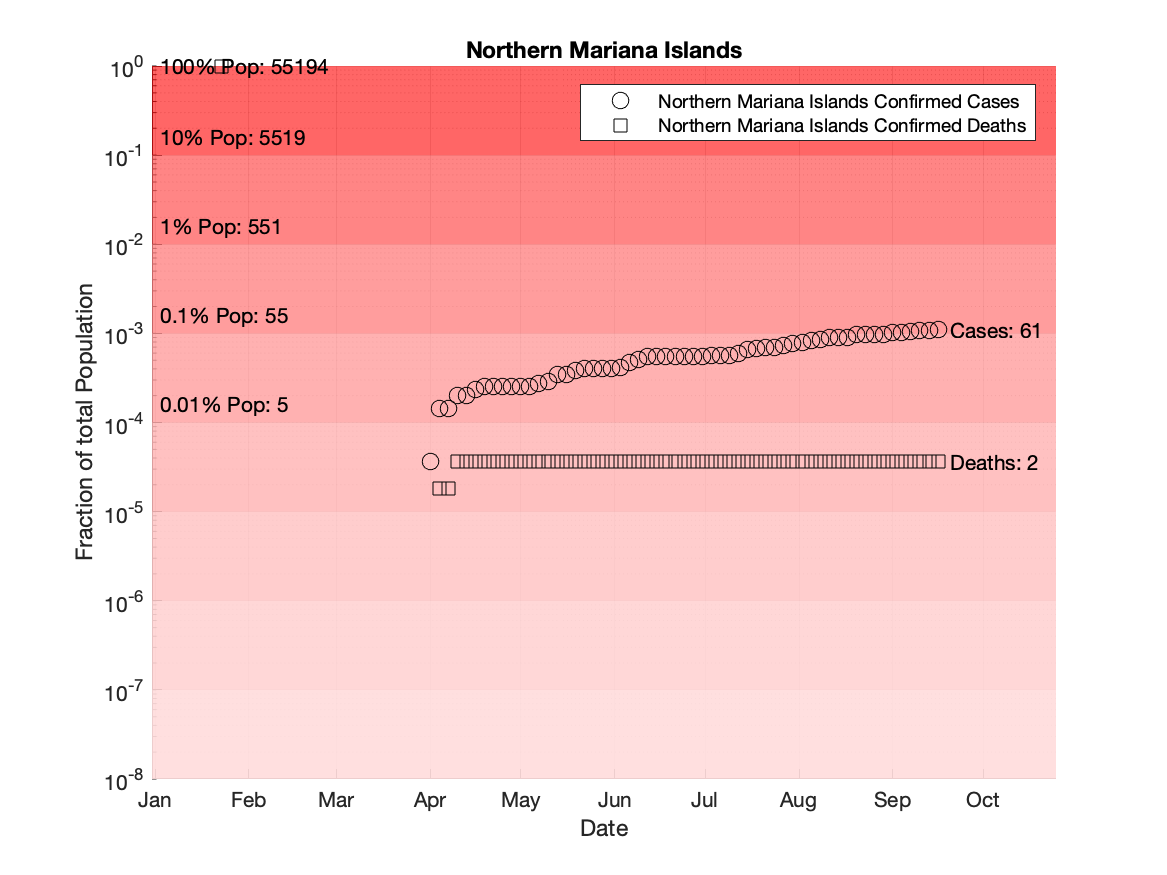 Northern Mariana Islands
10^0
100% Pop: 55194
Northern Mariana Islands Confirmed Cases
Northern Mariana Islands Confirmed Deaths
10% Pop: 5519
10^-1
1% Pop: 551
10^-2
0.1% Pop: 55
10^-3
Cases: 61
0.01% Pop: 5
10^-4
Deaths: 2
10^-5
10^-6
10^-7
10^-8
Fraction of total Population
Jan Feb Mar Apr May Jun Jul Aug Sep Oct
Date